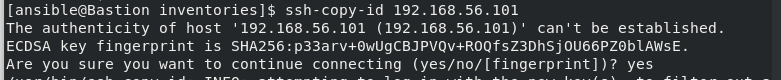 [ansible@Bastion inventories]$ ssh-copy-id 192.168.56.101
The authenticity of host '192.168.56.101 (192.168.56.101)' can't be established.
ECDSA key fingerprint is SHA256:p33arv+0wUgCBJPVQv+ROQfsZ3DhSjOU66PZ0blAWsE.
Are you sure you want to continue connecting (yes/no/[fingerprint])? yes